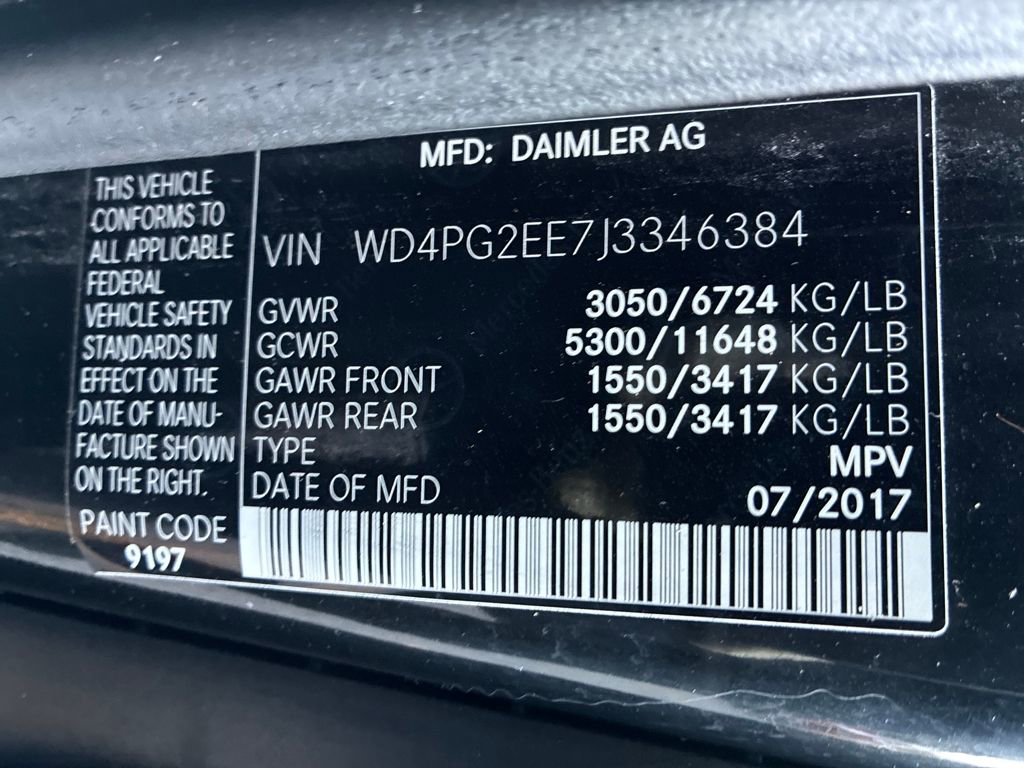 MFD: DAIMLER AG
THIS VEHICLE
CONFORMS TO
ALL APPLICABLE
FEDERAL
VEHICLE SAFETY
STANDARDS IN
EFFECT ON THE
DATE OF MANU-
FACTURE SHOWN
ON THE RIGHT.
PAINT CODE
9197
VIN WD4PG2EE7J3346384
GVWR 3050/6724 KG/LB
GCWR 5300/11648 KG/LB
GAWR FRONT 1550/3417 KG/LB
GAWR REAR 1550/3417 KG/LB
TYPE MPV
DATE OF MFD 07/2017